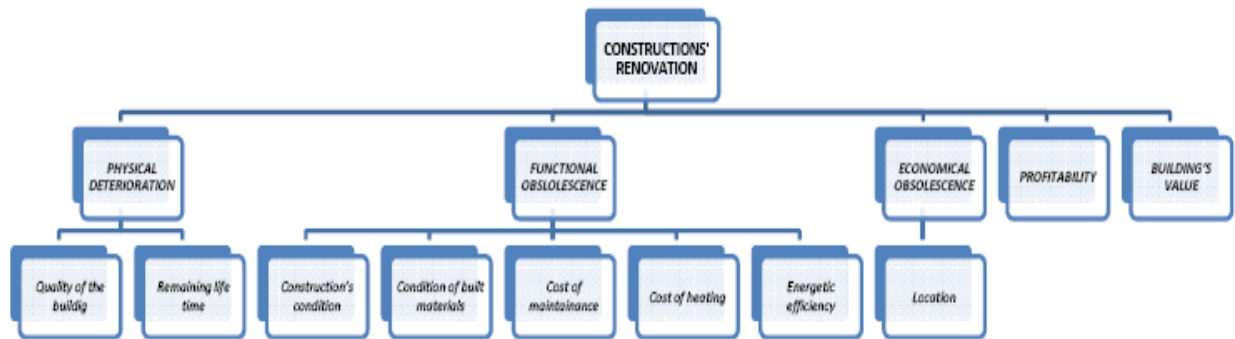 CONSTRUCTIONS'
RENOVATION
PHYSICAL
DETERIORATION
FUNCTIONAL
OBSLOLESCENCE
ECONOMICAL
OBSOLESCENCE
PROFITABILITY
BUILDING'S
VALUE
Quality of the
buildig
Remaining life
time
Construction's
condition
Condition of built
materials
Cost of
maintainance
Cost of heating
Energetic
efficiency
Location